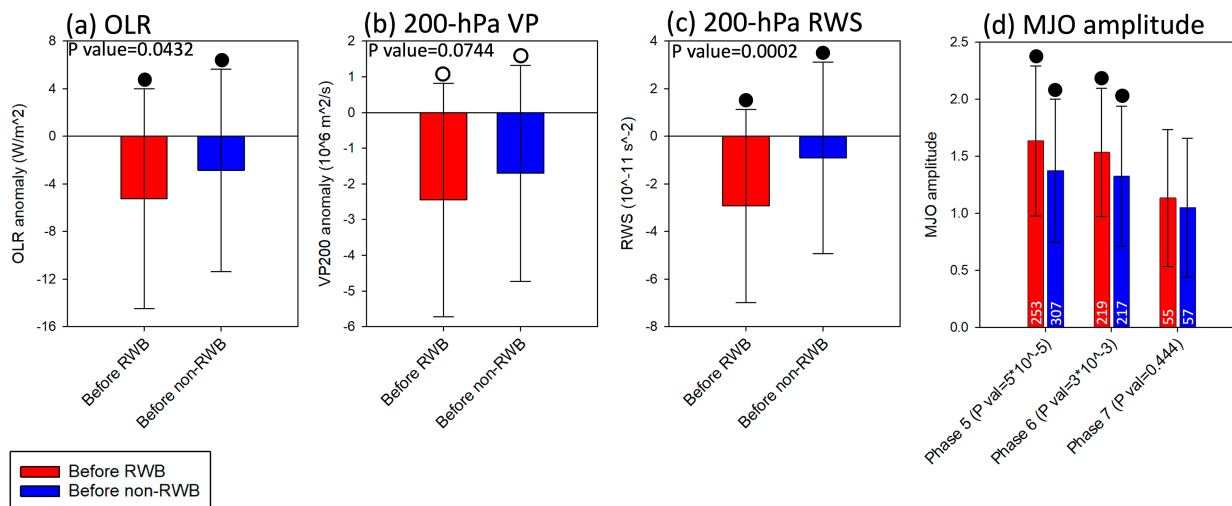 (a) OLR
P value=0.0432
8
4
0
-4
-8
-12
-16
OLR anomaly (W/m^2)
Before RWB
Before non-RWB
(b) 200-hPa VP
P value=0.0744
2
1
0
-1
-2
-3
-4
-5
-6
VP200 anomaly (10^6 m^2/s)
Before RWB
Before non-RWB
(c) 200-hPa RWS
P value=0.0002
4
2
0
-2
-4
-6
-8
RWS (10^-11 s^-2)
Before RWB
Before non-RWB
(d) MJO amplitude
2.5
2.0
1.5
1.0
0.5
0.0
MJO amplitude
253
307
219
217
55
57
Phase 5 (P val=5*10^-5)
Phase 6 (P val=3*10^-3)
Phase 7 (P val=0.444)
Before RWB
Before non-RWB